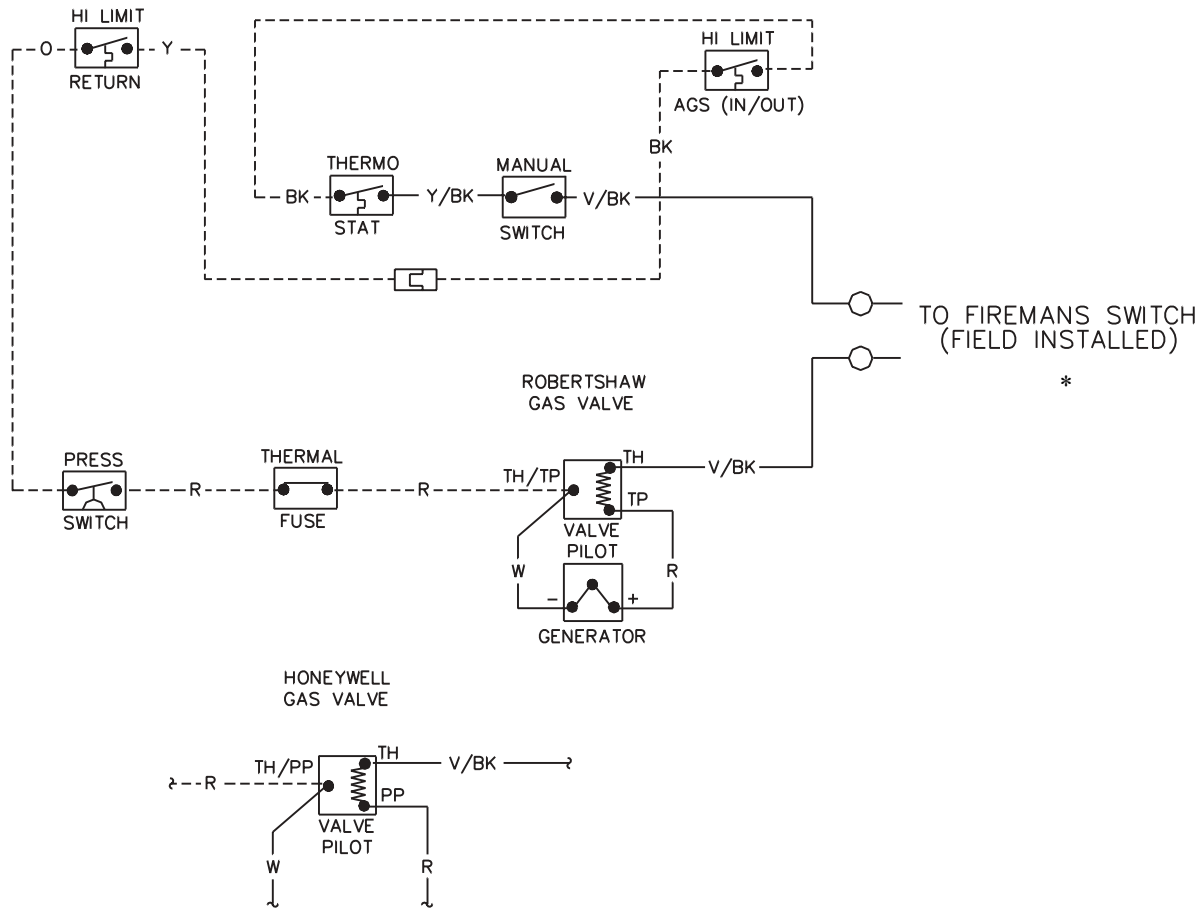 HI LIMIT
O
Y
RETURN
HI LIMIT
AGS (IN/OUT)
BK
THERMO
MANUAL
BK
Y/BK
V/BK
STAT
SWITCH
TO FIREMANS SWITCH
(FIELD INSTALLED)
*
ROBERTSHAW
GAS VALVE
PRESS
THERMAL
TH
V/BK
TH/TP
R
R
TP
SWITCH
FUSE
VALVE
PILOT
W
R
- +
GENERATOR
HONEYWELL
GAS VALVE
TH
V/BK
TH/PP
R
PP
VALVE
PILOT
W
R